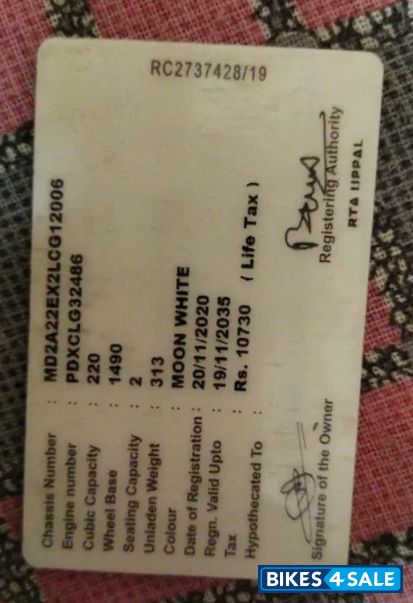 RC2737428/19
Chassis Number : MD2A22EX2LCG12006
Engine number : PDXCLG32486
Cubic Capacity : 220
Wheel Base : 1490
Seating Capacity : 2
Unladen Weight : 313
Colour : MOON WHITE
Date of Registration : 20/11/2020
Regn. Valid Upto : 19/11/2035
Tax : Rs. 10730 ( Life Tax )
Hypothecated To :
Signature of the Owner
Registering Authority
RTA UPPAL
BIKES4SALE